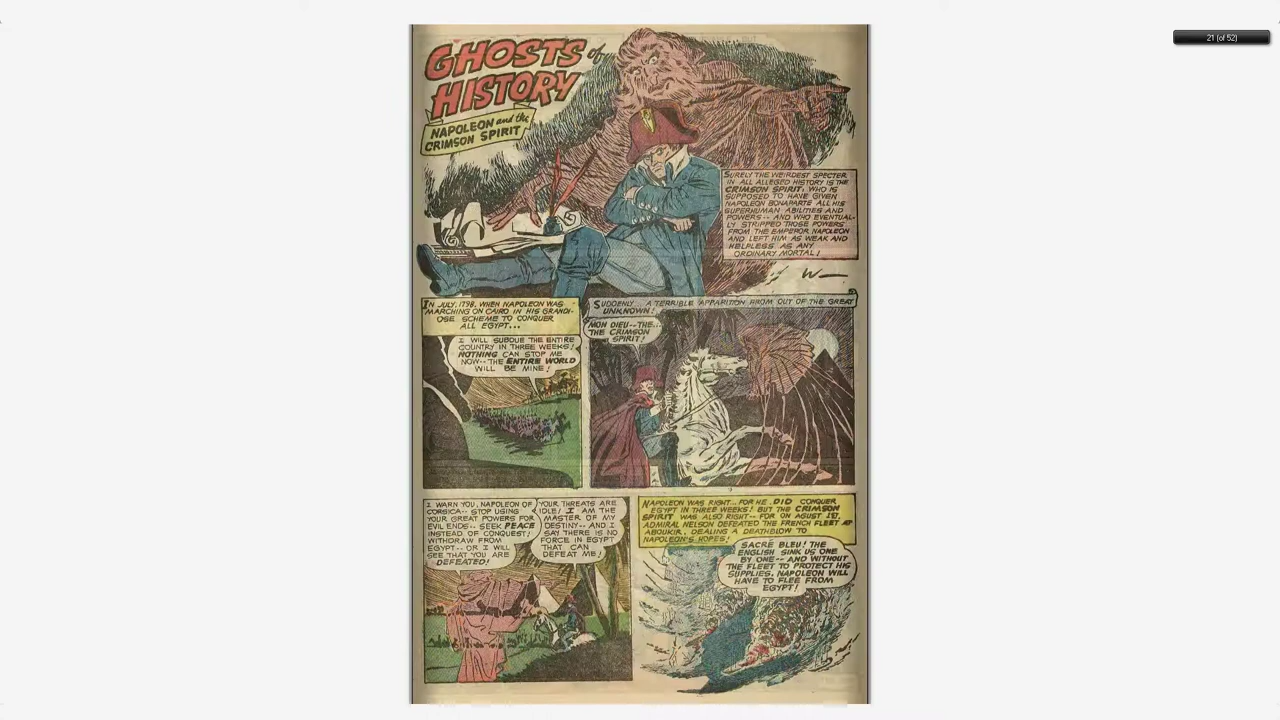 21 (of 52)
GHOSTS of
HISTORY
NAPOLEON and the
CRIMSON SPIRIT
SURELY THE WEIRDEST SPECTER
IN ALL ALLEGED HISTORY IS THE
CRIMSON SPIRIT, WHO IS
SUPPOSED TO HAVE GIVEN
NAPOLEON BONAPARTE ALL HIS
SUPERHUMAN ABILITIES AND
POWERS-- AND WHO EVENTUAL-
LY STRIPPED THOSE POWERS
FROM THE EMPEROR NAPOLEON
AND LEFT HIM AS WEAK AND
HELPLESS AS ANY
ORDINARY MORTAL!
IN JULY, 1798, WHEN NAPOLEON WAS
MARCHING ON CAIRO IN HIS GRANDI-
OSE SCHEME TO CONQUER
ALL EGYPT...
I WILL SUBDUE THE ENTIRE
COUNTRY IN THREE WEEKS!
NOTHING CAN STOP ME
NOW-- THE ENTIRE WORLD
WILL BE MINE!
SUDDENLY... A TERRIBLE APPARITION FROM OUT OF THE GREAT
UNKNOWN!
MON DIEU--THE...
THE CRIMSON
SPIRIT!
I WARN YOU, NAPOLEON OF
CORSICA-- STOP USING
YOUR GREAT POWERS FOR
EVIL ENDS-- SEEK PEACE
INSTEAD OF CONQUEST!
WITHDRAW FROM
EGYPT-- OR I WILL
SEE THAT YOU ARE
DEFEATED!
YOUR THREATS ARE
IDLE! I AM THE
MASTER OF MY
DESTINY-- AND I
SAY THERE IS NO
FORCE IN EGYPT
THAT CAN
DEFEAT ME!
NAPOLEON WAS RIGHT... FOR HE DID CONQUER
EGYPT IN THREE WEEKS! BUT THE CRIMSON
SPIRIT WAS ALSO RIGHT-- FOR ON AGUST 1ST,
ADMIRAL NELSON DEFEATED THE FRENCH FLEET AT
ABOUKIR, DEALING A DEATHBLOW TO
NAPOLEON'S HOPES!
SACRÉ BLEU! THE
ENGLISH SINK US ONE
BY ONE-- AND WITHOUT
THE FLEET TO PROTECT HIS
SUPPLIES, NAPOLEON WILL
HAVE TO FLEE FROM
EGYPT!